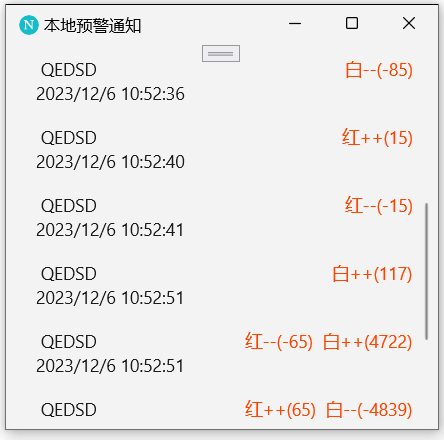 N 本地预警通知
QEDSD 白--(-85)
2023/12/6 10:52:36
QEDSD 红++(15)
2023/12/6 10:52:40
QEDSD 红--(-15)
2023/12/6 10:52:41
QEDSD 白++(117)
2023/12/6 10:52:51
QEDSD 红--(-65) 白++(4722)
2023/12/6 10:52:51
QEDSD 红++(65) 白--(-4839)